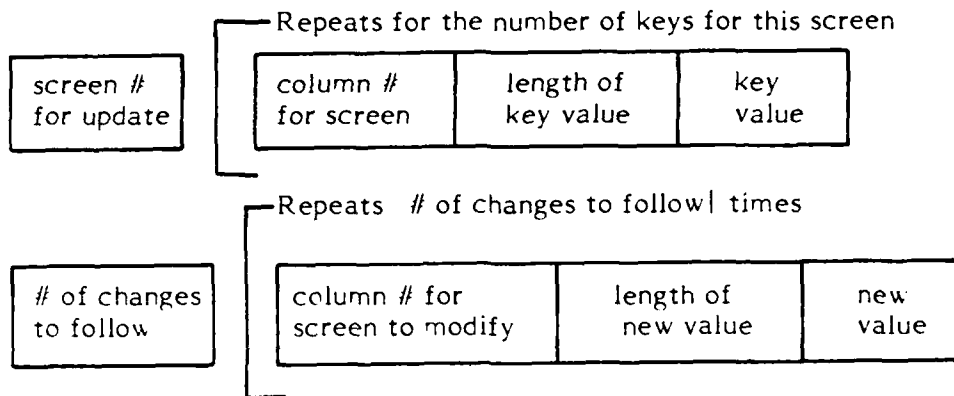 Repeats for the number of keys for this screen
screen #
for update
column #
for screen
length of
key value
key
value
Repeats # of changes to follow| times
# of changes
to follow
column # for
screen to modify
length of
new value
new
value